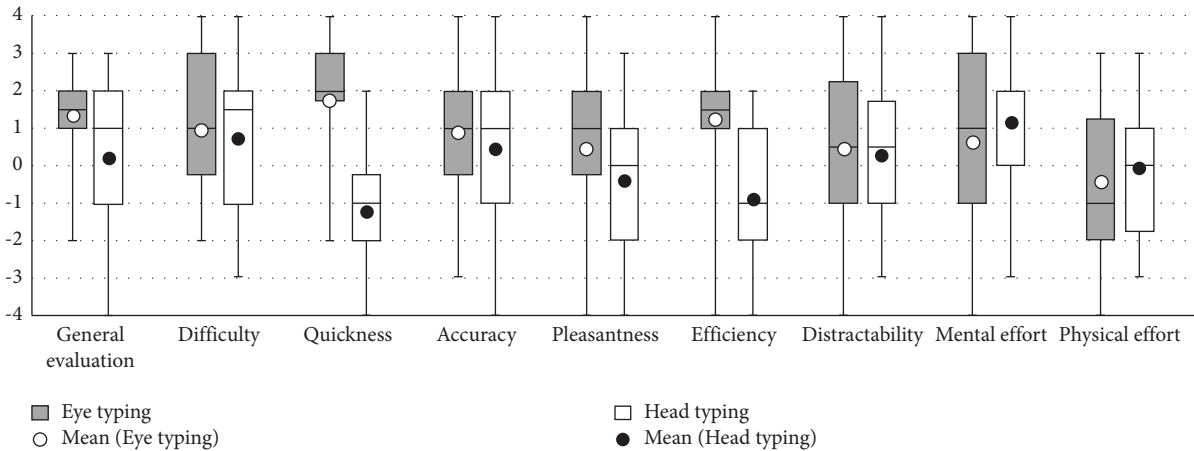 4
3
2
1
0
-1
-2
-3
-4
General evaluation
Difficulty
Quickness
Accuracy
Pleasantness
Efficiency
Distractability
Mental effort
Physical effort
Eye typing
Mean (Eye typing)
Head typing
Mean (Head typing)